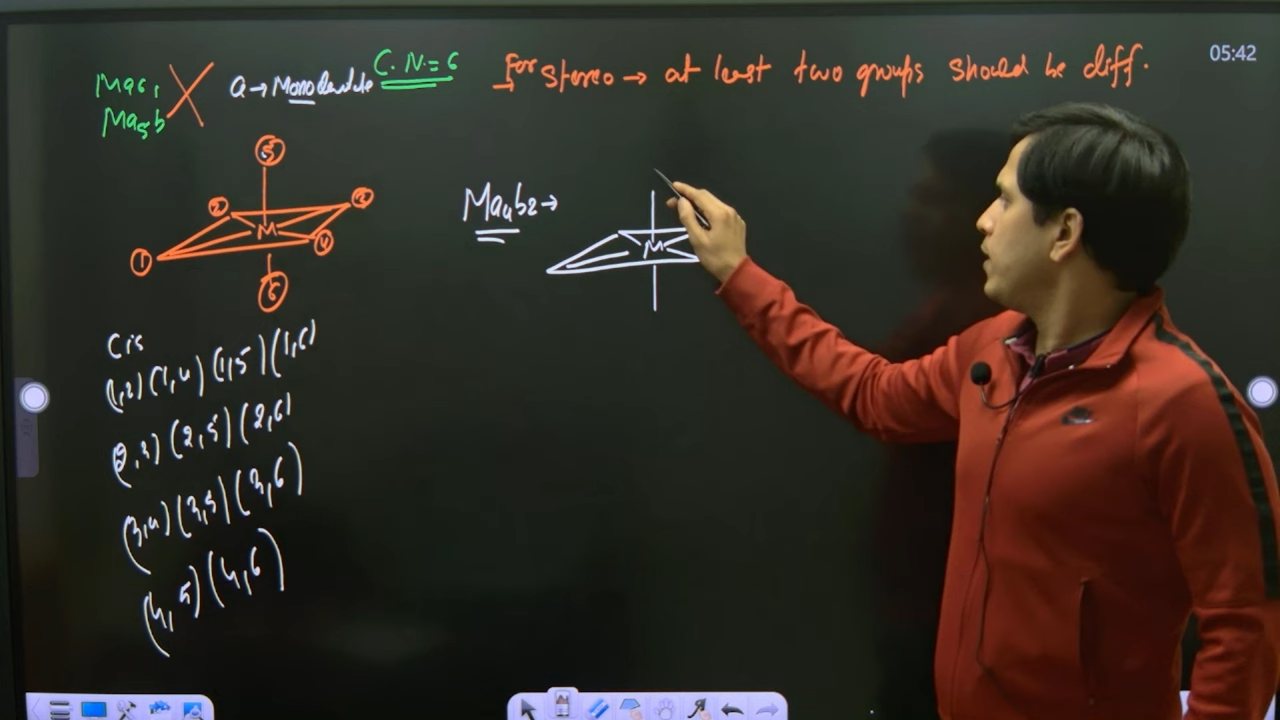 Ma6, a → Monodentate C.N. = 6
Ma5b
For stereo → at least two groups should be diff.
05:42
5
2 3
M
1 4
6
Ma4b2 →
M
Cis
(1,2) (1,4) (1,5) (1,6)
(2,3) (2,5) (2,6)
(3,4) (3,5) (3,6)
(4,5) (4,6)